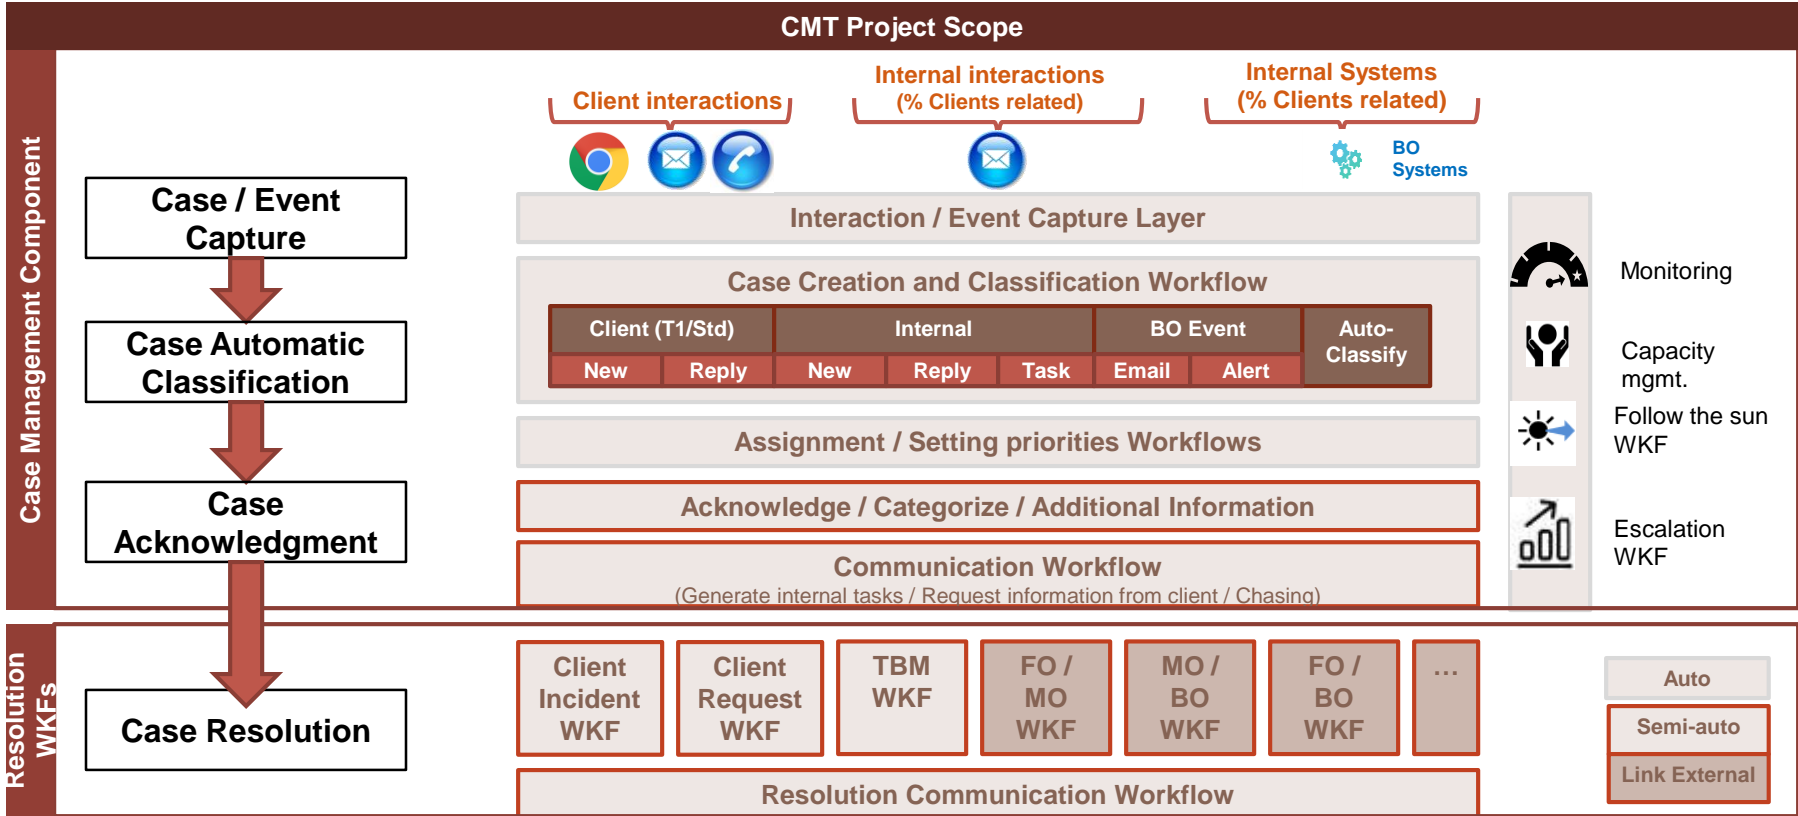 CMT Project Scope
Case Management Component
Client interactions
Internal interactions
(% Clients related)
Internal Systems
(% Clients related)
BO
Systems
Case / Event
Capture
Interaction / Event Capture Layer
Case Automatic
Classification
Case Creation and Classification Workflow
Client (T1/Std)
Internal
BO Event
Auto-
Classify
New
Reply
New
Reply
Task
Email
Alert
Assignment / Setting priorities Workflows
Case
Acknowledgment
Acknowledge / Categorize / Additional Information
Communication Workflow
(Generate internal tasks / Request information from client / Chasing)
Monitoring
Capacity
mgmt.
Follow the sun
WKF
Escalation
WKF
Resolution
WKFs
Case Resolution
Client
Incident
WKF
Client
Request
WKF
TBM
WKF
FO /
MO
WKF
MO /
BO
WKF
FO /
BO
WKF
...
Resolution Communication Workflow
Auto
Semi-auto
Link External